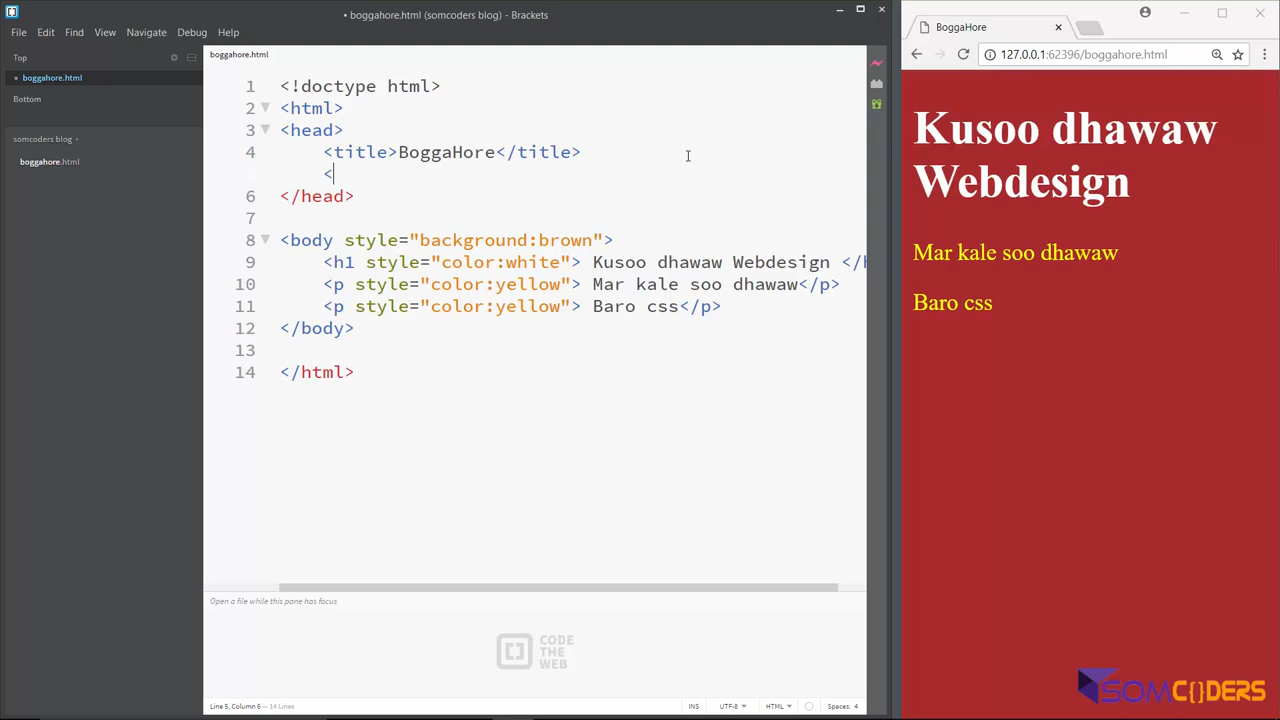 • boggahore.html (somcoders blog) - Brackets
File Edit Find View Navigate Debug Help
Top
• boggahore.html
Bottom
somcoders blog
boggahore.html
boggahore.html
1 <!doctype html>
2 <html>
3 <head>
4 <title>BoggaHore</title>
<
6 </head>
7
8 <body style="background:brown">
9 <h1 style="color:white"> Kusoo dhawaw Webdesign </h
10 <p style="color:yellow"> Mar kale soo dhawaw</p>
11 <p style="color:yellow"> Baro css</p>
12 </body>
13
14 </html>
Open a file while this pane has focus
CODE
THE
WEB
Line 5, Column 6 — 14 Lines
INS UTF-8 HTML Spaces: 4
BoggaHore
127.0.0.1:62396/boggahore.html
Kusoo dhawaw
Webdesign
Mar kale soo dhawaw
Baro css
SOMC{}DERS